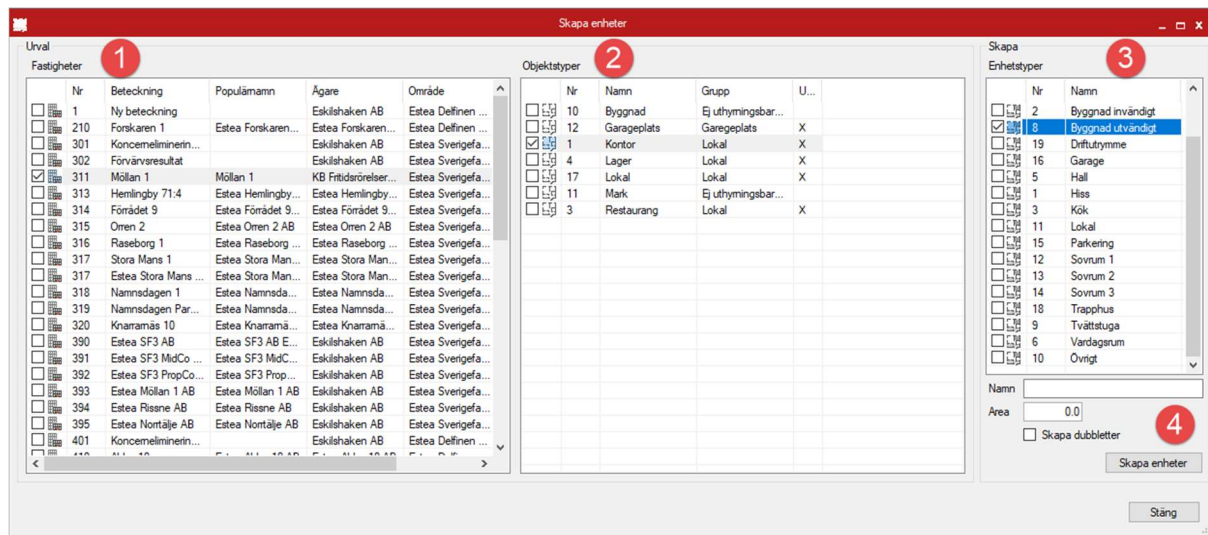 Skapa enheter
Urval
Fastigheter 1
Nr Beteckning Populärnamn Ägare Område
1 Ny beteckning Eskilshaken AB Estea Delfinen ...
210 Forskaren 1 Estea Forskaren... Estea Forskaren... Estea Delfinen ...
301 Koncerneliminerin... Eskilshaken AB Estea Sverigefa...
302 Förvärvsresultat Eskilshaken AB Estea Sverigefa...
311 Möllan 1 Möllan 1 KB Fritidsrörelser... Estea Sverigefa...
313 Hemlingby 71:4 Estea Hemlingby... Estea Hemlingby... Estea Sverigefa...
314 Förrådet 9 Estea Förrådet 9... Estea Förrådet 9... Estea Sverigefa...
315 Orren 2 Estea Orren 2 AB Estea Orren 2 AB Estea Sverigefa...
316 Raseborg 1 Estea Raseborg ... Estea Raseborg ... Estea Sverigefa...
317 Stora Mans 1 Estea Stora Man... Estea Stora Man... Estea Sverigefa...
317 Estea Stora Mans ... Estea Stora Man... Estea Stora Man... Estea Sverigefa...
318 Namnsdagen 1 Estea Namnsda... Estea Namnsda... Estea Sverigefa...
319 Namnsdagen Par... Estea Namnsda... Estea Namnsda... Estea Sverigefa...
320 Knarrarnäs 10 Estea Knarrarnä... Estea Knarrarnä... Estea Sverigefa...
390 Estea SF3 AB Estea SF3 AB E... Eskilshaken AB Estea Sverigefa...
391 Estea SF3 MidCo ... Estea SF3 MidC... Eskilshaken AB Estea Sverigefa...
392 Estea SF3 PropCo... Estea SF3 Prop... Eskilshaken AB Estea Sverigefa...
393 Estea Möllan 1 AB Estea Möllan 1 AB Eskilshaken AB Estea Sverigefa...
394 Estea Rissne AB Estea Rissne AB Eskilshaken AB Estea Sverigefa...
395 Estea Norrtälje AB Estea Norrtälje AB Eskilshaken AB Estea Sverigefa...
401 Koncerneliminerin... Eskilshaken AB Estea Delfinen ...
Objektstyper 2
Nr Namn Grupp U...
10 Byggnad Ej uthyrningsbar...
12 Garageplats Garegeplats X
1 Kontor Lokal X
4 Lager Lokal X
17 Lokal Lokal X
11 Mark Ej uthyrningsbar...
3 Restaurang Lokal X
Skapa
Enhetstyper 3
Nr Namn
2 Byggnad invändigt
8 Byggnad utvändigt
19 Driftutrymme
16 Garage
5 Hall
1 Hiss
3 Kök
11 Lokal
15 Parkering
12 Sovrum 1
13 Sovrum 2
14 Sovrum 3
18 Trapphus
9 Tvättstuga
6 Vardagsrum
10 Övrigt
Namn
Area 0.0
Skapa dubbletter 4
Skapa enheter
Stäng